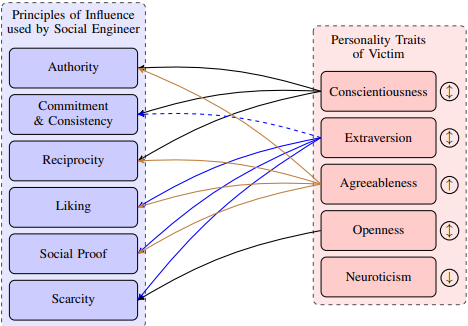 Principles of Influence
used by Social Engineer
Authority
Commitment
& Consistency
Reciprocity
Liking
Social Proof
Scarcity
Personality Traits
of Victim
Conscientiousness ↕
Extraversion ↕
Agreeableness ↑
Openness ↕
Neuroticism ↓